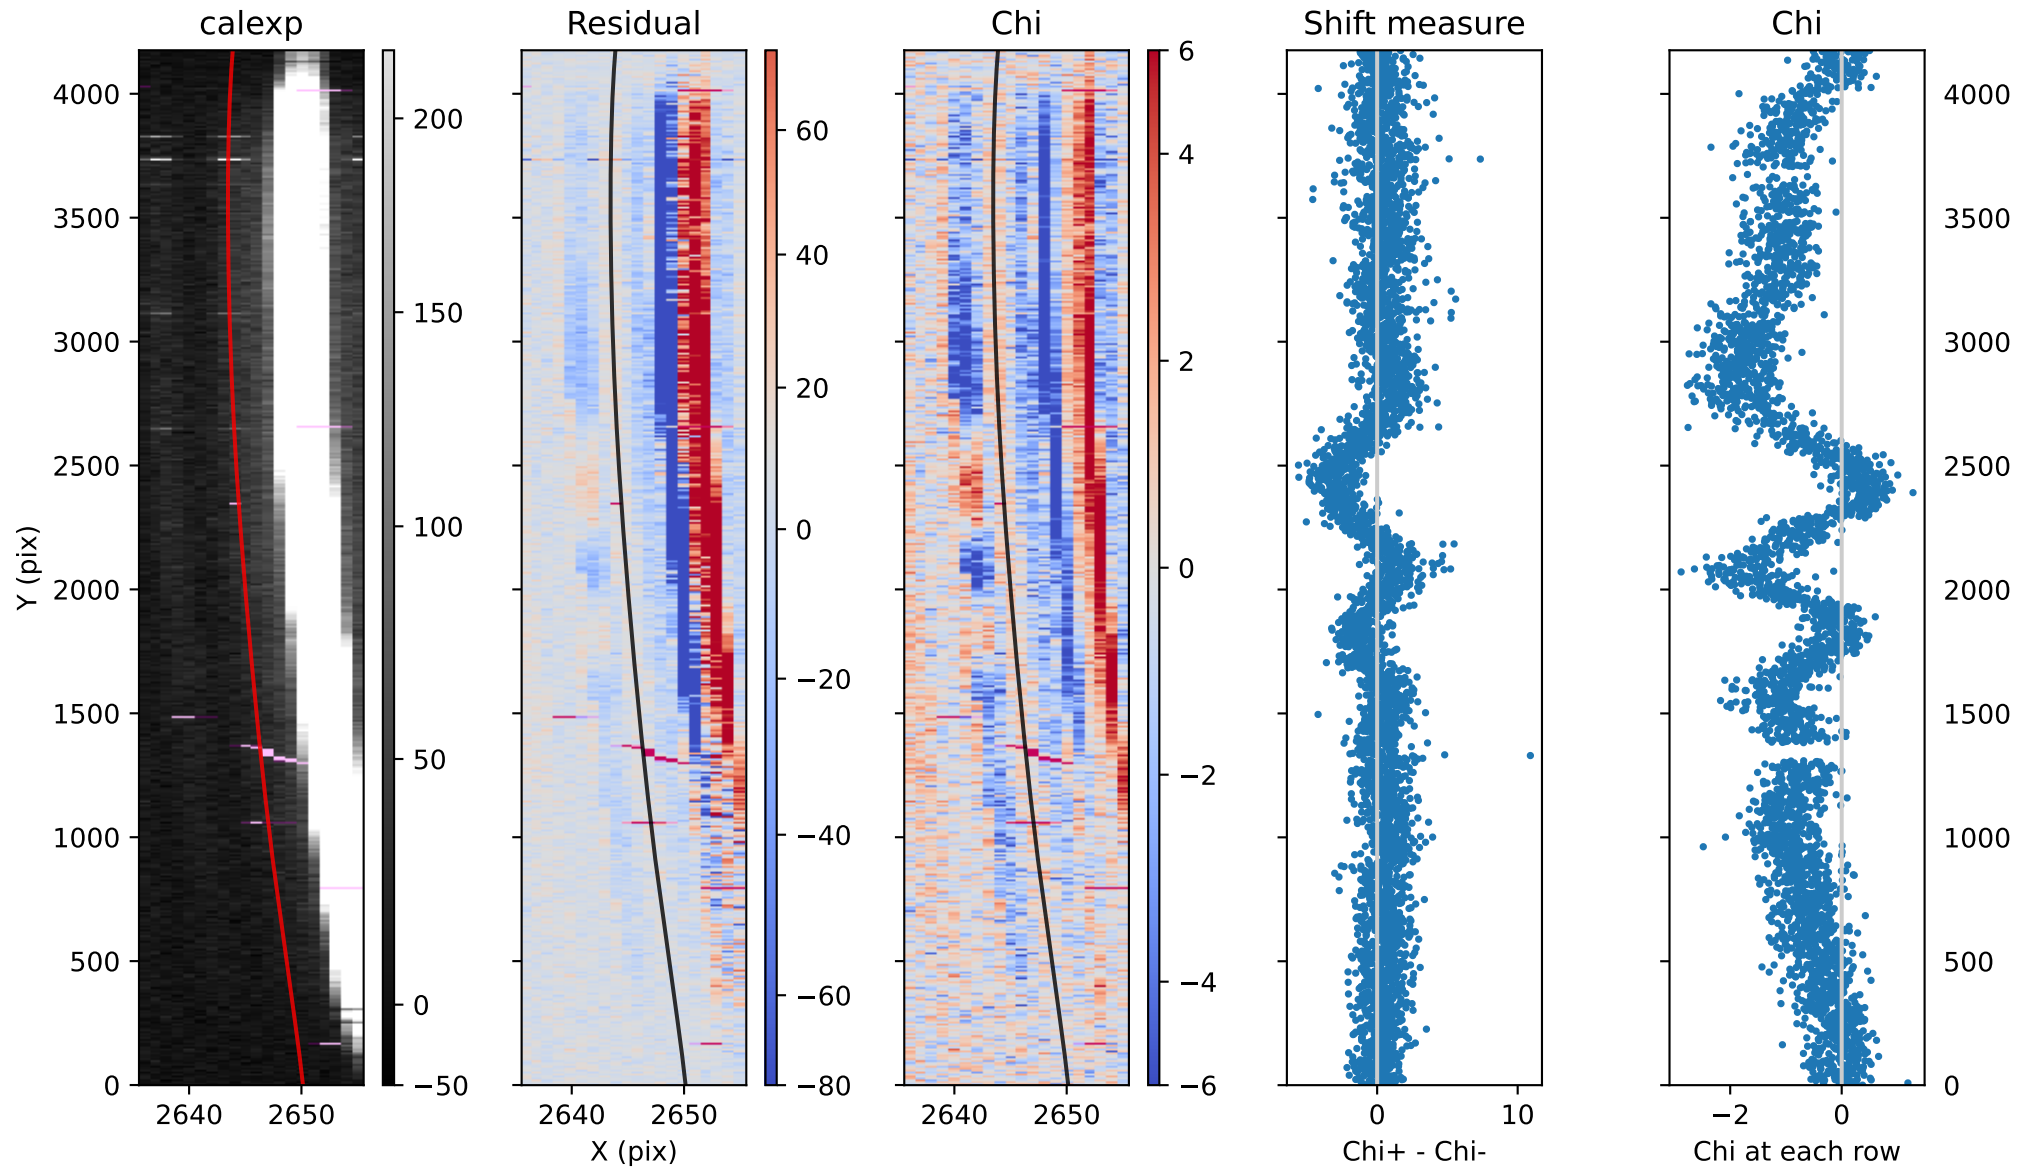 calexp Residual Chi Shift measure Chi
4000 200 60 6 4000
4
3500 150 40 3500
3000 20 2 3000
2500 100 0 2500
Y (pix)
2000 −20 0 2000
1500 50 −2 1500
1000 −40 1000
500 0 −60 −4 500
0 −50 −80 −6 0
2640 2650 2640 2650 2640 2650 0 10 −2 0
X (pix) Chi+ - Chi- Chi at each row